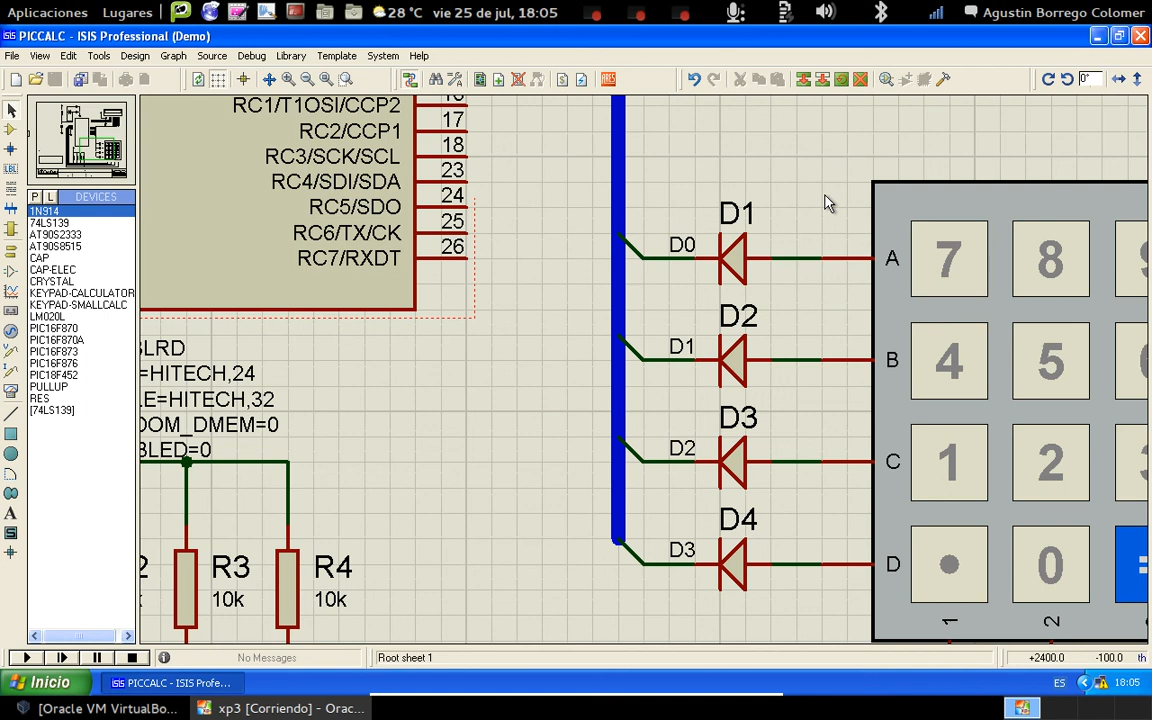 Aplicaciones Lugares 28 °C vie 25 de jul, 18:05 Agustin Borrego Colomer
PICCALC - ISIS Professional (Demo)
File View Edit Tools Design Graph Source Debug Library Template System Help
0°
P L DEVICES
1N914
74LS139
AT90S2333
AT90S8515
CAP
CAP-ELEC
CRYSTAL
KEYPAD-CALCULATOR
KEYPAD-SMALLCALC
LM020L
PIC16F870
PIC16F870A
PIC16F873
PIC16F876
PIC18F452
PULLUP
RES
[74LS139]
RC1/T1OSI/CCP2
RC2/CCP1 17
RC3/SCK/SCL 18
RC4/SDI/SDA 23
RC5/SDO 24
RC6/TX/CK 25
RC7/RXDT 26
BLRD
=HITECH,24
LE=HITECH,32
DOM_DMEM=0
BLED=0
R3
10k
R4
10k
D1
D0
D2
D1
D3
D2
D4
D3
A 7 8
B 4 5
C 1 2
D • 0 =
1 2
No Messages Root sheet 1 +2400.0 -100.0 th
Inicio PICCALC - ISIS Profe... ES 18:05
[Oracle VM VirtualBo... xp3 [Corriendo] - Orac...